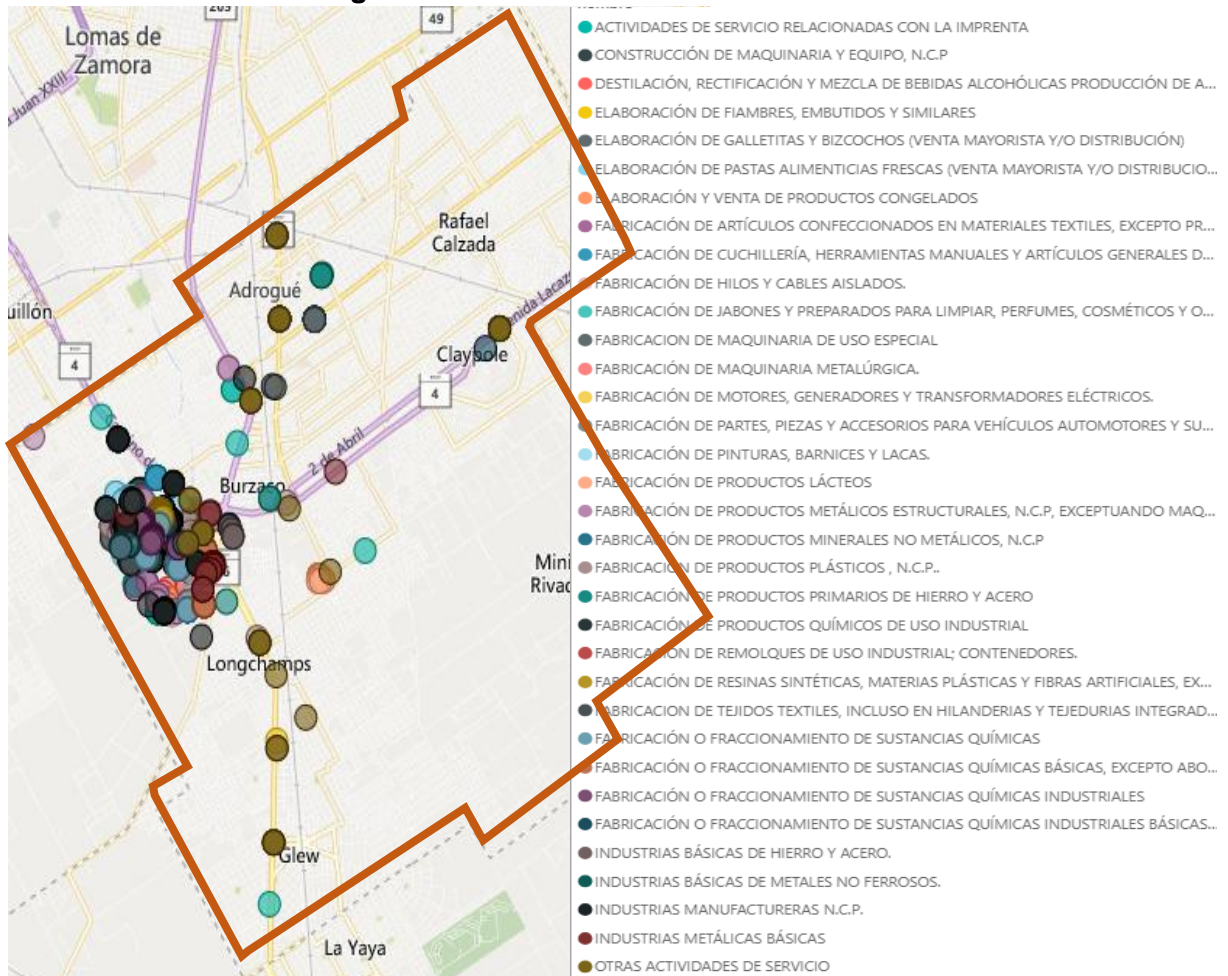 205
49
Lomas de
Zamora
Juan XXIII
Rafael
Calzada
Adrogué
uillón
4
enida Lacaz
Claypole
4
no d
2 de Abril
Burzaco
Mini
Rivad
Longchamps
Glew
La Yaya
ACTIVIDADES DE SERVICIO RELACIONADAS CON LA IMPRENTA
CONSTRUCCIÓN DE MAQUINARIA Y EQUIPO, N.C.P
DESTILACIÓN, RECTIFICACIÓN Y MEZCLA DE BEBIDAS ALCOHÓLICAS PRODUCCIÓN DE A...
ELABORACIÓN DE FIAMBRES, EMBUTIDOS Y SIMILARES
ELABORACIÓN DE GALLETITAS Y BIZCOCHOS (VENTA MAYORISTA Y/O DISTRIBUCIÓN)
ELABORACIÓN DE PASTAS ALIMENTICIAS FRESCAS (VENTA MAYORISTA Y/O DISTRIBUCIO...
ELABORACIÓN Y VENTA DE PRODUCTOS CONGELADOS
FABRICACIÓN DE ARTÍCULOS CONFECCIONADOS EN MATERIALES TEXTILES, EXCEPTO PR...
FABRICACIÓN DE CUCHILLERÍA, HERRAMIENTAS MANUALES Y ARTÍCULOS GENERALES D...
FABRICACIÓN DE HILOS Y CABLES AISLADOS.
FABRICACIÓN DE JABONES Y PREPARADOS PARA LIMPIAR, PERFUMES, COSMÉTICOS Y O...
FABRICACION DE MAQUINARIA DE USO ESPECIAL
FABRICACIÓN DE MAQUINARIA METALÚRGICA.
FABRICACIÓN DE MOTORES, GENERADORES Y TRANSFORMADORES ELÉCTRICOS.
FABRICACIÓN DE PARTES, PIEZAS Y ACCESORIOS PARA VEHÍCULOS AUTOMOTORES Y SU...
FABRICACIÓN DE PINTURAS, BARNICES Y LACAS.
FABRICACIÓN DE PRODUCTOS LÁCTEOS
FABRICACIÓN DE PRODUCTOS METÁLICOS ESTRUCTURALES, N.C.P, EXCEPTUANDO MAQ...
FABRICACIÓN DE PRODUCTOS MINERALES NO METÁLICOS, N.C.P
FABRICACIÓN DE PRODUCTOS PLÁSTICOS , N.C.P..
FABRICACIÓN DE PRODUCTOS PRIMARIOS DE HIERRO Y ACERO
FABRICACIÓN DE PRODUCTOS QUÍMICOS DE USO INDUSTRIAL
FABRICACIÓN DE REMOLQUES DE USO INDUSTRIAL; CONTENEDORES.
FABRICACIÓN DE RESINAS SINTÉTICAS, MATERIAS PLÁSTICAS Y FIBRAS ARTIFICIALES, EX...
FABRICACION DE TEJIDOS TEXTILES, INCLUSO EN HILANDERIAS Y TEJEDURIAS INTEGRAD...
FABRICACIÓN O FRACCIONAMIENTO DE SUSTANCIAS QUÍMICAS
FABRICACIÓN O FRACCIONAMIENTO DE SUSTANCIAS QUÍMICAS BÁSICAS, EXCEPTO ABO...
FABRICACIÓN O FRACCIONAMIENTO DE SUSTANCIAS QUÍMICAS INDUSTRIALES
FABRICACIÓN O FRACCIONAMIENTO DE SUSTANCIAS QUÍMICAS INDUSTRIALES BÁSICAS...
INDUSTRIAS BÁSICAS DE HIERRO Y ACERO.
INDUSTRIAS BÁSICAS DE METALES NO FERROSOS.
INDUSTRIAS MANUFACTURERAS N.C.P.
INDUSTRIAS METÁLICAS BÁSICAS
OTRAS ACTIVIDADES DE SERVICIO